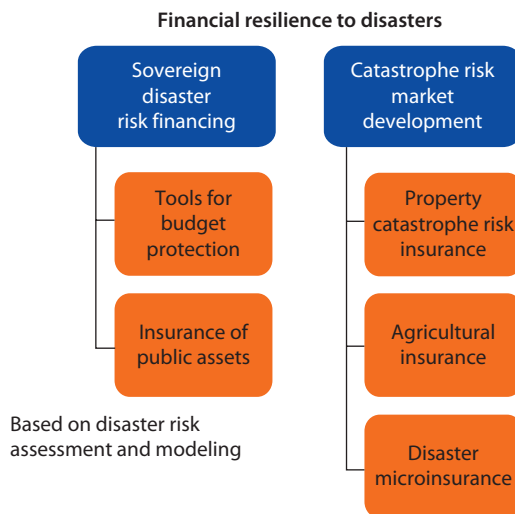 Financial resilience to disasters
Sovereign
disaster
risk financing
Tools for
budget
protection
Insurance of
public assets
Based on disaster risk
assessment and modeling
Catastrophe risk
market
development
Property
catastrophe risk
insurance
Agricultural
insurance
Disaster
microinsurance